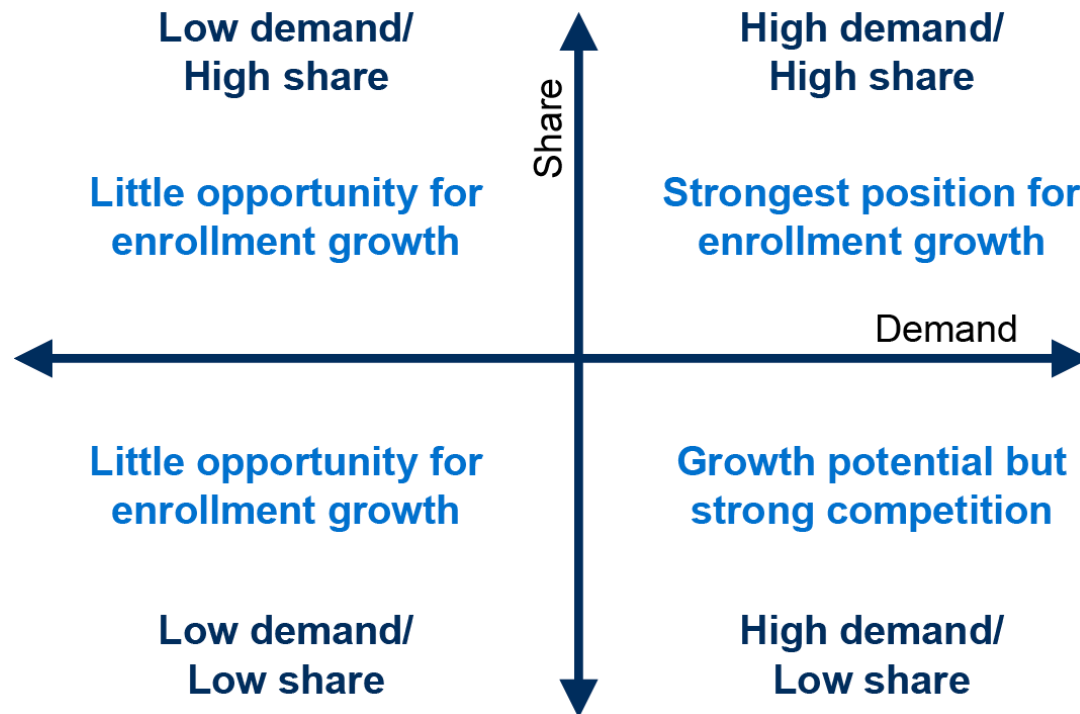 Low demand/
High share
High demand/
High share
Share
Little opportunity for
enrollment growth
Strongest position for
enrollment growth
Demand
Little opportunity for
enrollment growth
Growth potential but
strong competition
Low demand/
Low share
High demand/
Low share